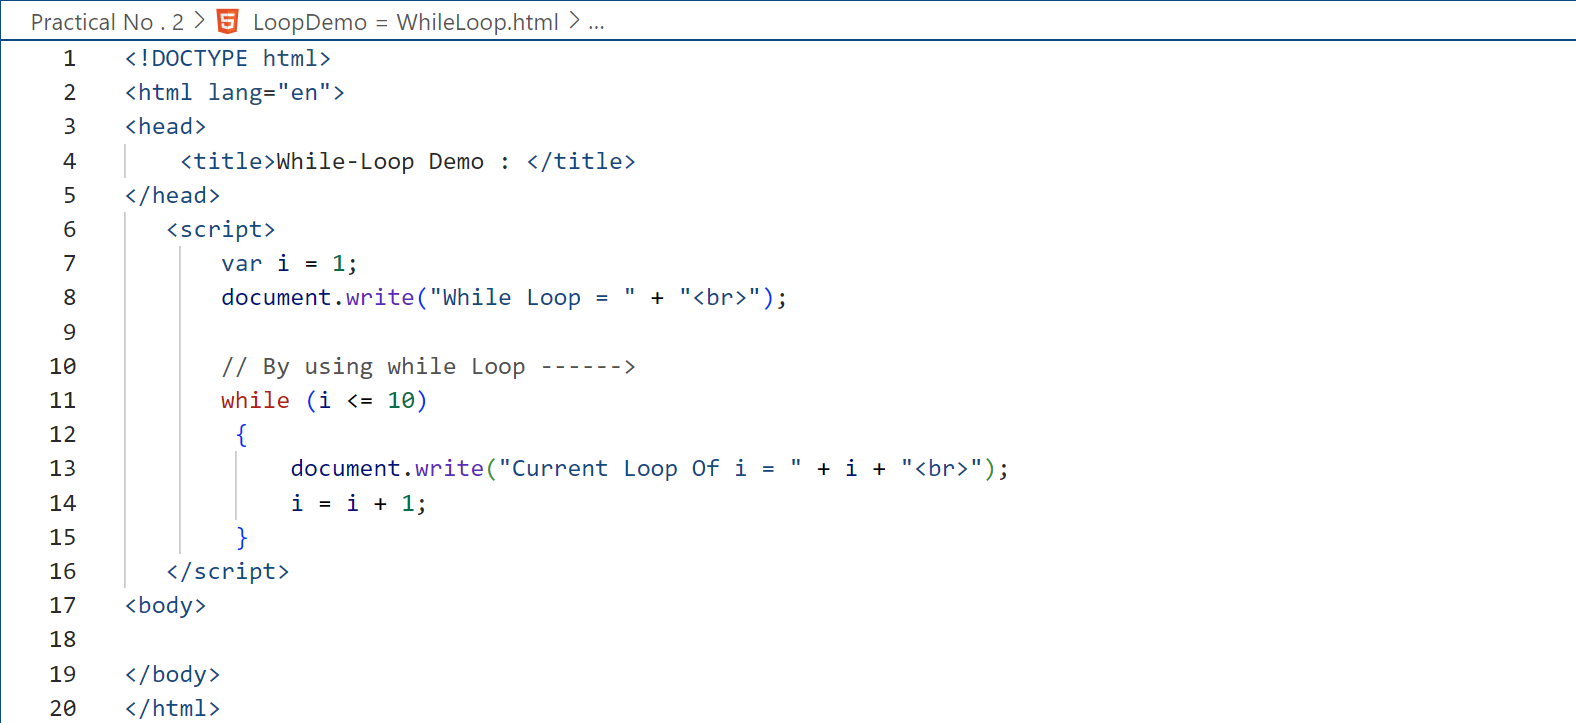 Practical No . 2 > LoopDemo = WhileLoop.html > ...
1 <!DOCTYPE html>
2 <html lang="en">
3 <head>
4     <title>While-Loop Demo : </title>
5 </head>
6    <script>
7        var i = 1;
8        document.write("While Loop = " + "<br>");
9
10        // By using while Loop ------>
11        while (i <= 10)
12         {
13             document.write("Current Loop Of i = " + i + "<br>");
14             i = i + 1;
15         }
16    </script>
17 <body>
18
19 </body>
20 </html>